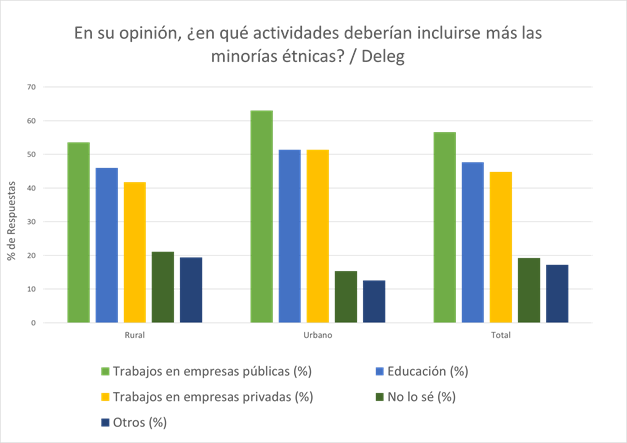 En su opinión, ¿en qué actividades deberían incluirse más las
minorías étnicas? / Deleg
70
60
50
40
30
20
10
0
% de Respuestas
Rural
Urbano
Total
Trabajos en empresas públicas (%)
Educación (%)
Trabajos en empresas privadas (%)
No lo sé (%)
Otros (%)